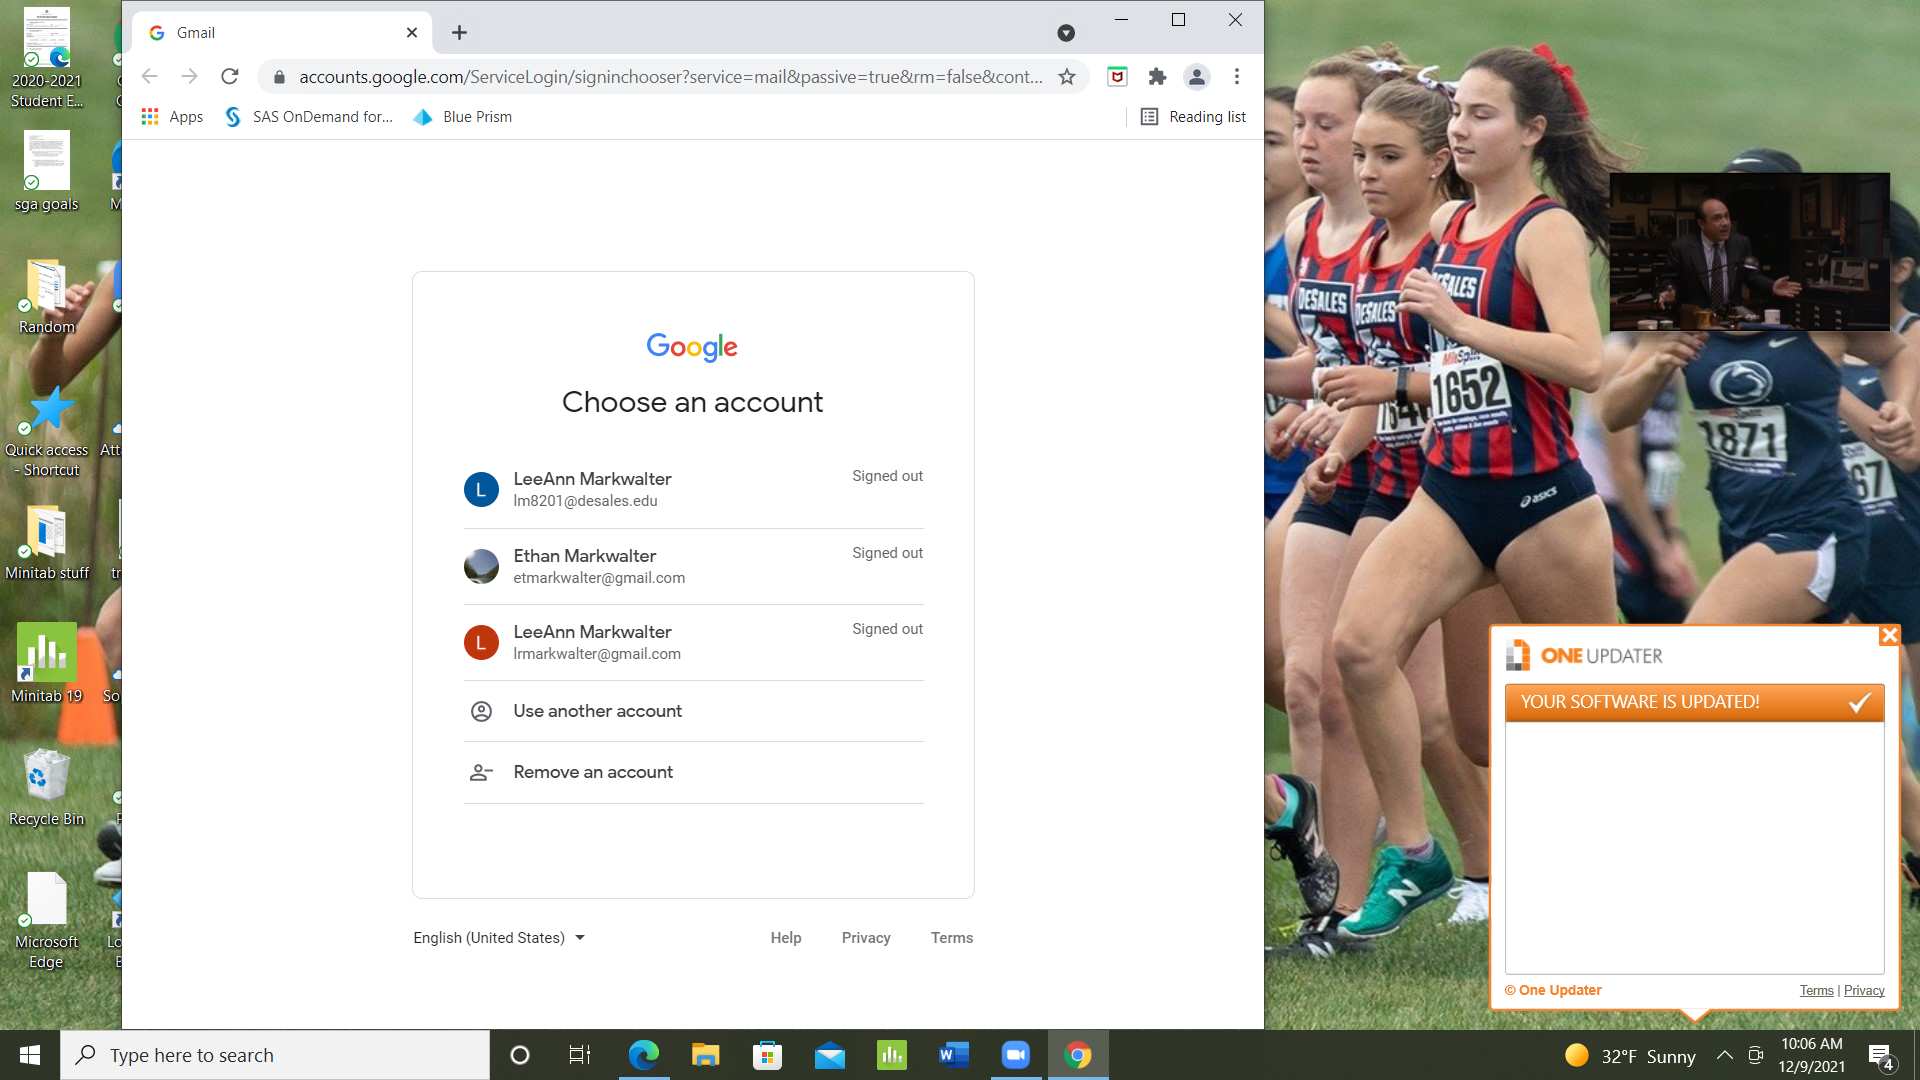 2020-2021
Student E...
sga goals
Random
Quick access
- Shortcut
Minitab stuff
Minitab 19
Recycle Bin
Microsoft
Edge
Gmail
accounts.google.com/ServiceLogin/signinchooser?service=mail&passive=true&rm=false&cont...
Apps
SAS OnDemand for...
Blue Prism
Reading list
Google
Choose an account
L
LeeAnn Markwalter
lm8201@desales.edu
Signed out
Ethan Markwalter
etmarkwalter@gmail.com
Signed out
L
LeeAnn Markwalter
lrmarkwalter@gmail.com
Signed out
Use another account
Remove an account
English (United States)
Help
Privacy
Terms
DESALES
DESALES
SALES
MileSplit
1652
asics
1871
67
ONE UPDATER
YOUR SOFTWARE IS UPDATED!
© One Updater
Terms | Privacy
Type here to search
32°F Sunny
10:06 AM
12/9/2021
4